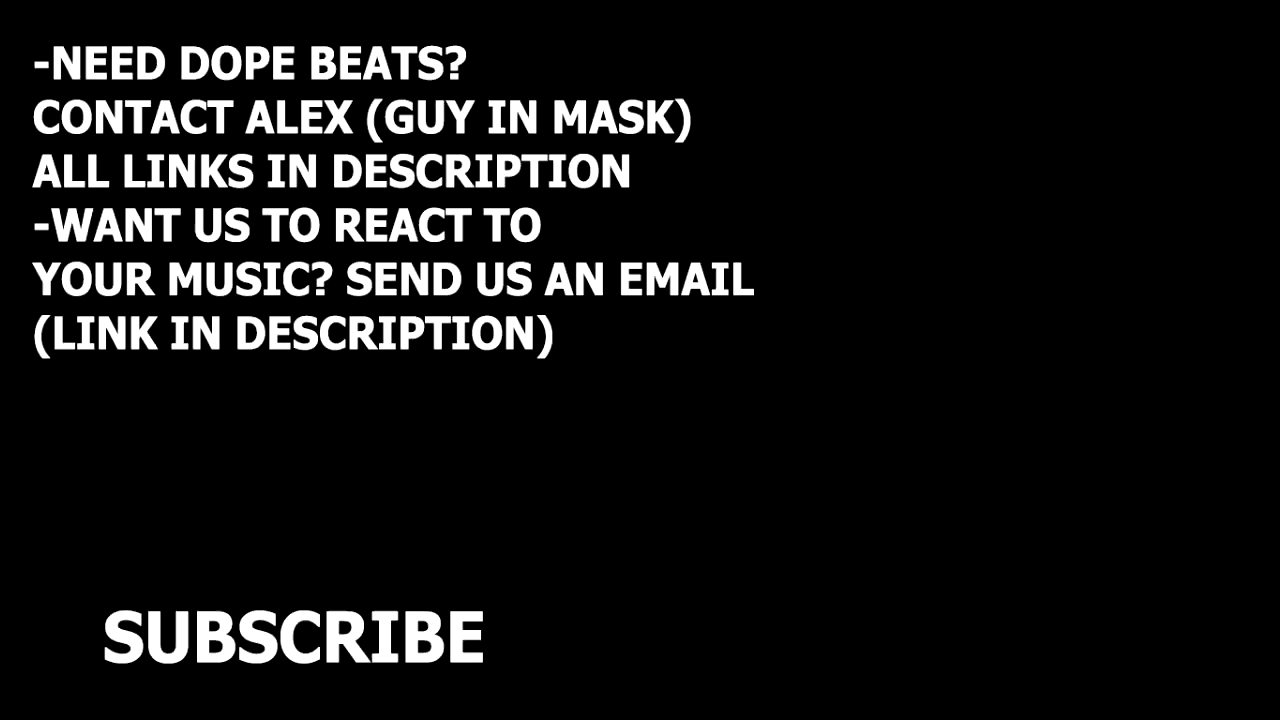 -NEED DOPE BEATS?
CONTACT ALEX (GUY IN MASK)
ALL LINKS IN DESCRIPTION
-WANT US TO REACT TO
YOUR MUSIC? SEND US AN EMAIL
(LINK IN DESCRIPTION)
SUBSCRIBE